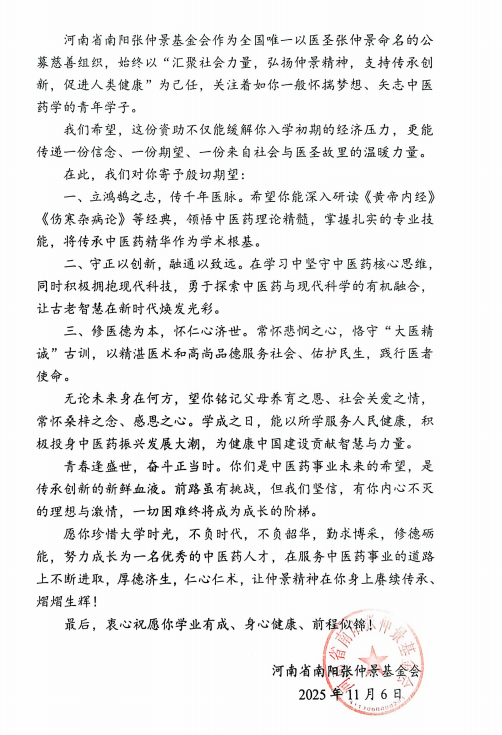 河南省南阳张仲景基金会作为全国唯一以医圣张仲景命名的公
募慈善组织，始终以“汇聚社会力量，弘扬仲景精神，支持传承创
新，促进人类健康”为己任，关注着如你一般怀揣梦想、矢志中医
药学的青年学子。
我们希望，这份资助不仅能缓解你入学初期的经济压力，更能
传递一份信念、一份期望、一份来自社会与医圣故里的温暖力量。
在此，我们对你寄予殷切期望：
一、立鸿鹄之志，传千年医脉。希望你能深入研读《黄帝内经》
《伤寒杂病论》等经典，领悟中医药理论精髓，掌握扎实的专业技
能，将传承中医药精华作为学术根基。
二、守正以创新，融通以致远。在学习中坚守中医药核心思维，
同时积极拥抱现代科技，勇于探索中医药与现代科学的有机融合，
让古老智慧在新时代焕发光彩。
三、修医德为本，怀仁心济世。常怀悲悯之心，恪守“大医精
诚”古训，以精湛医术和高尚品德服务社会、佑护民生，践行医者
使命。
无论未来身在何方，望你铭记父母养育之恩、社会关爱之情，
常怀桑梓之念、感恩之心。学成之日，能以所学服务人民健康，积
极投身中医药振兴发展大潮，为健康中国建设贡献智慧与力量。
青春逢盛世，奋斗正当时。你们是中医药事业未来的希望，是
传承创新的新鲜血液。前路虽有挑战，但我们坚信，有你内心不灭
的理想与激情，一切困难终将成为成长的阶梯。
愿你珍惜大学时光，不负时代，不负韶华，勤求博采，修德砺
能，努力成长为一名优秀的中医药人才，在服务中医药事业的道路
上不断进取，厚德济生，仁心仁术，让仲景精神在你身上赓续传承、
熠熠生辉！
最后，衷心祝愿你学业有成、身心健康、前程似锦！
河南省南阳张仲景基金会
2025 年 11 月 6 日
河南省南阳张仲景基金会